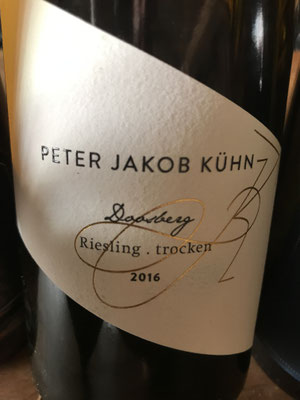 PETER JAKOB KÜHN
Doosberg
Riesling . trocken
2016